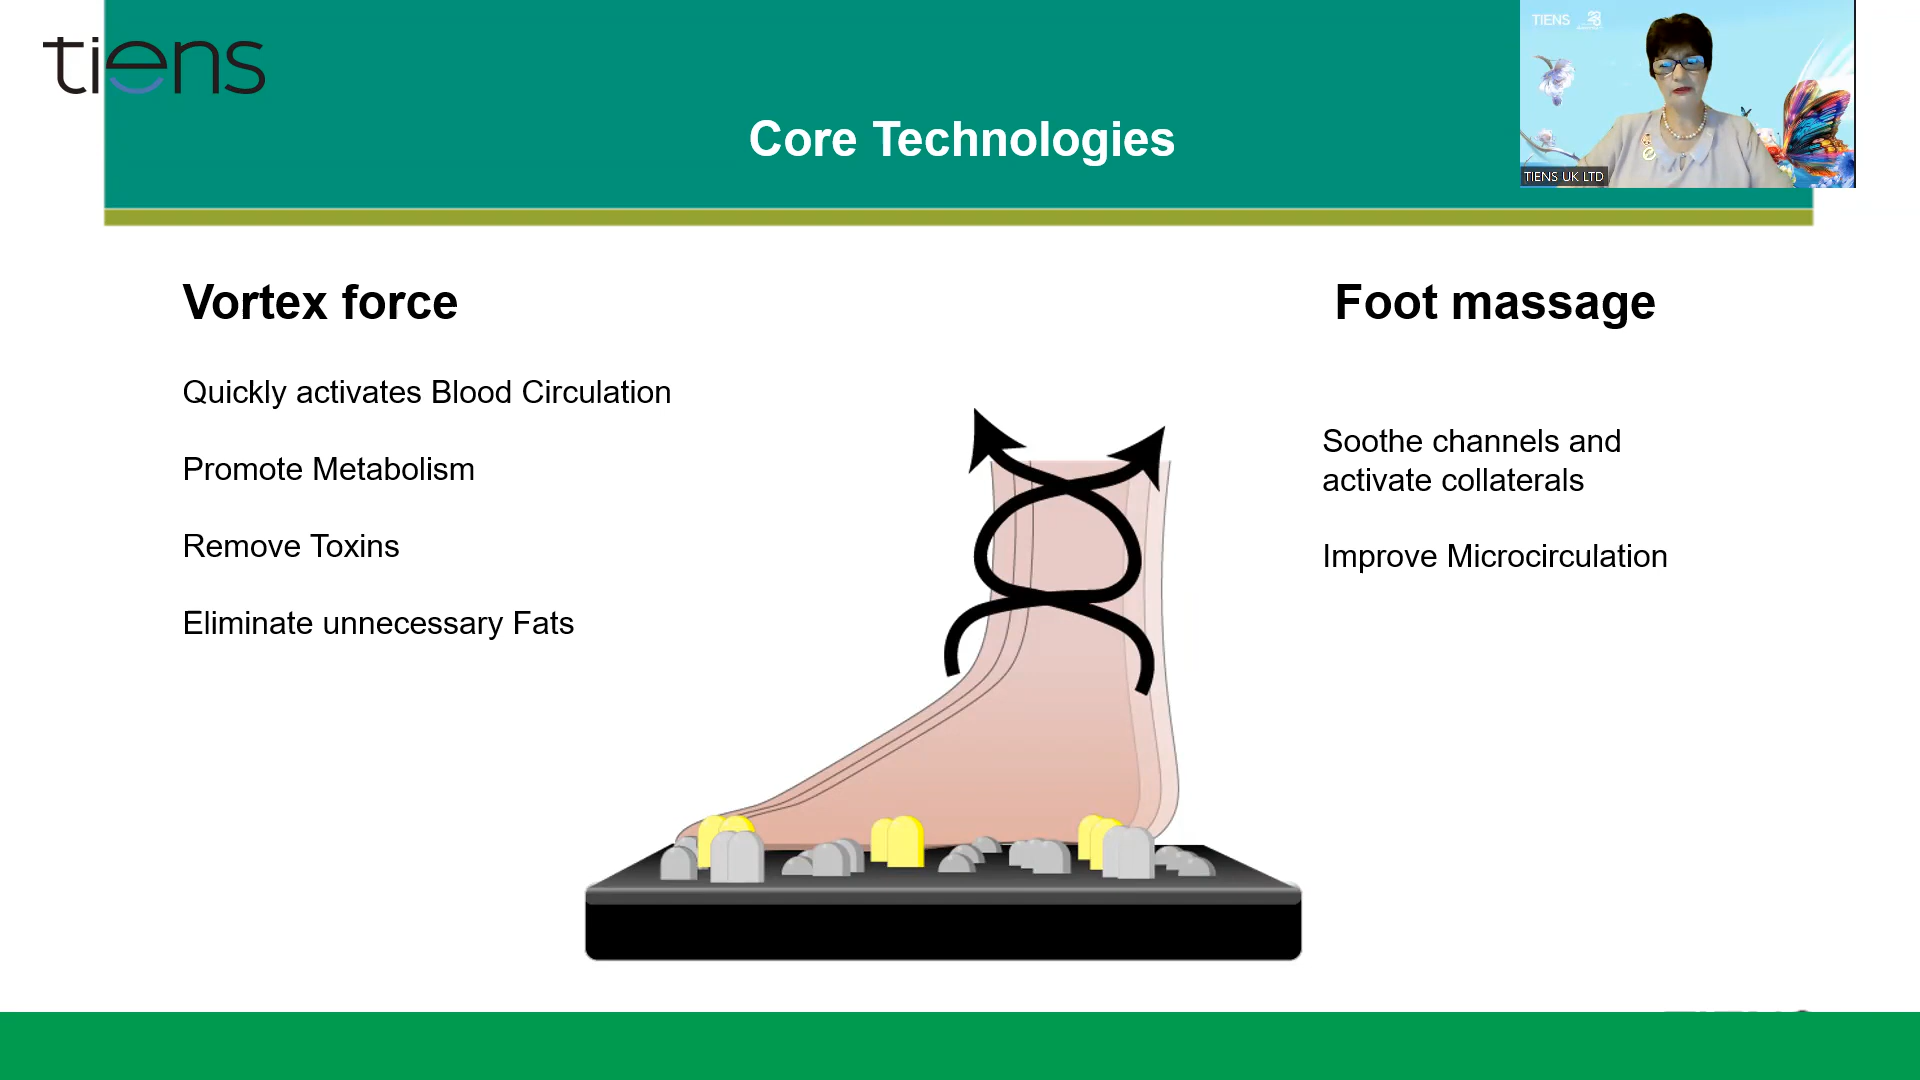 tiens
Core Technologies
TIENS
TIENS UK LTD
Vortex force
Quickly activates Blood Circulation
Promote Metabolism
Remove Toxins
Eliminate unnecessary Fats
Foot massage
Soothe channels and
activate collaterals
Improve Microcirculation